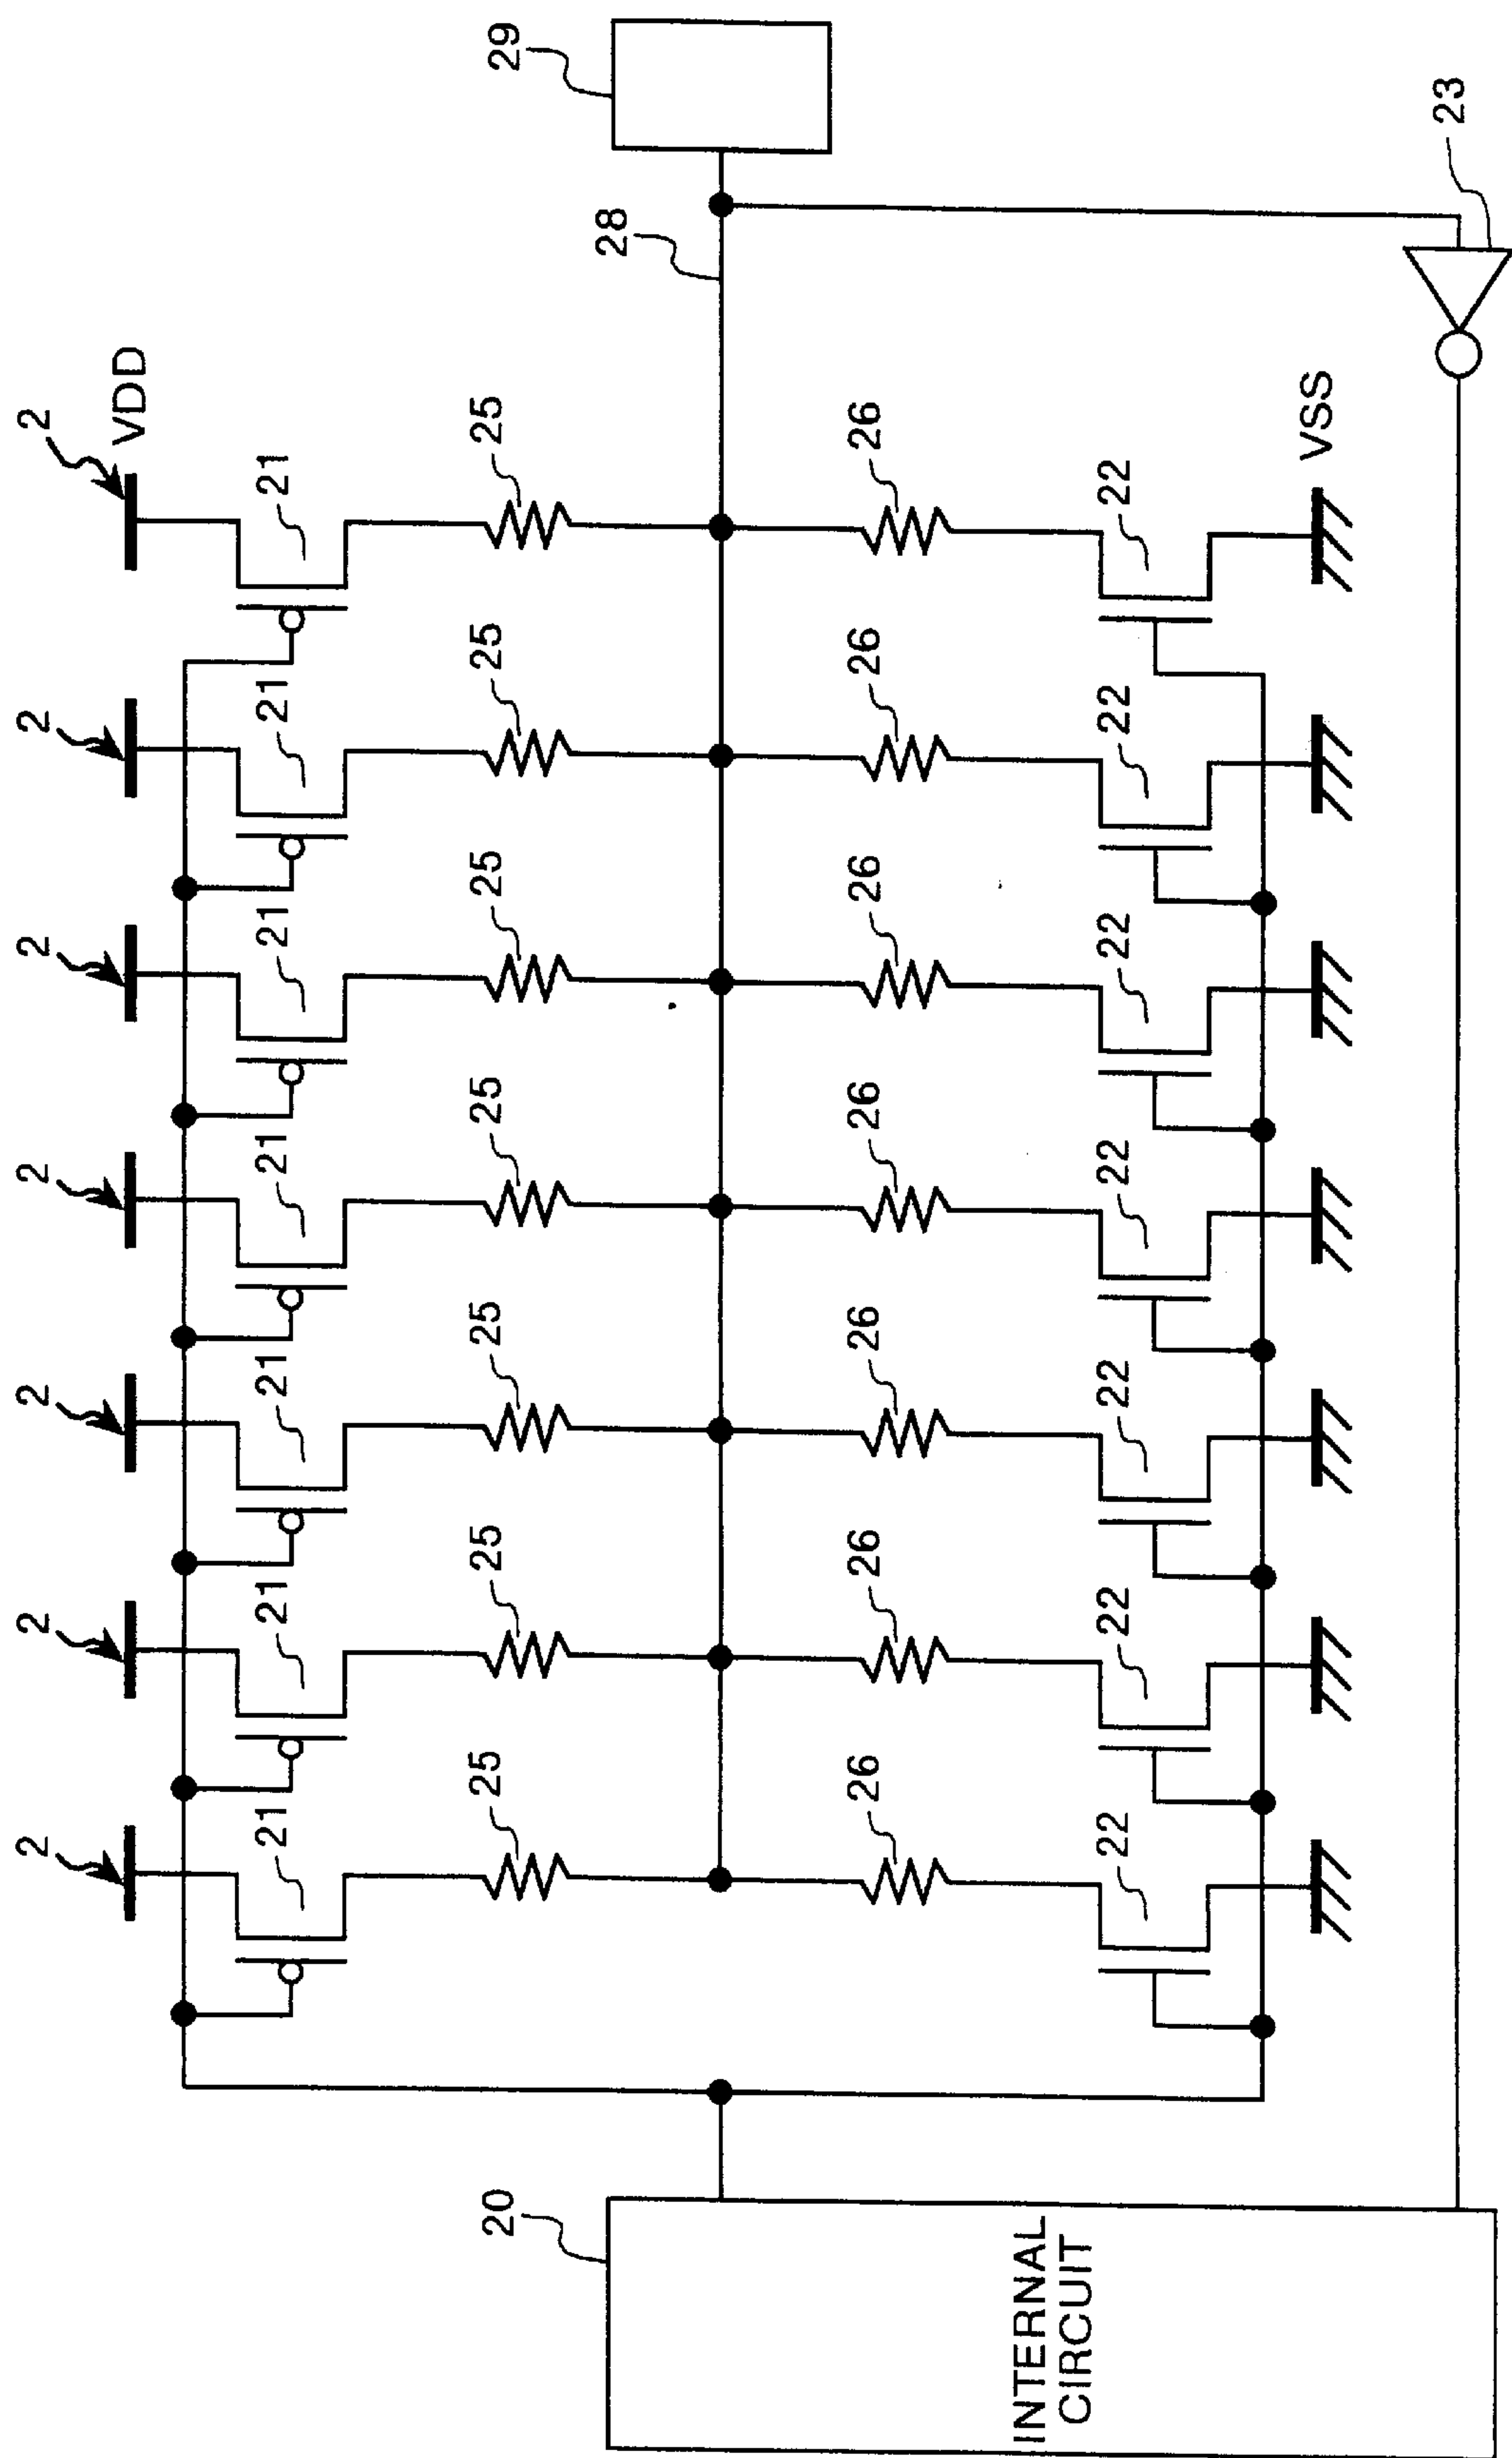 2 2 2 2 2 2 2
VDD
21 21 21 21 21 21 21
25 25 25 25 25 25 25
20
29
28
26 26 26 26 26 26 26
INTERNAL
CIRCUIT
22 22 22 22 22 22 22
VSS
23